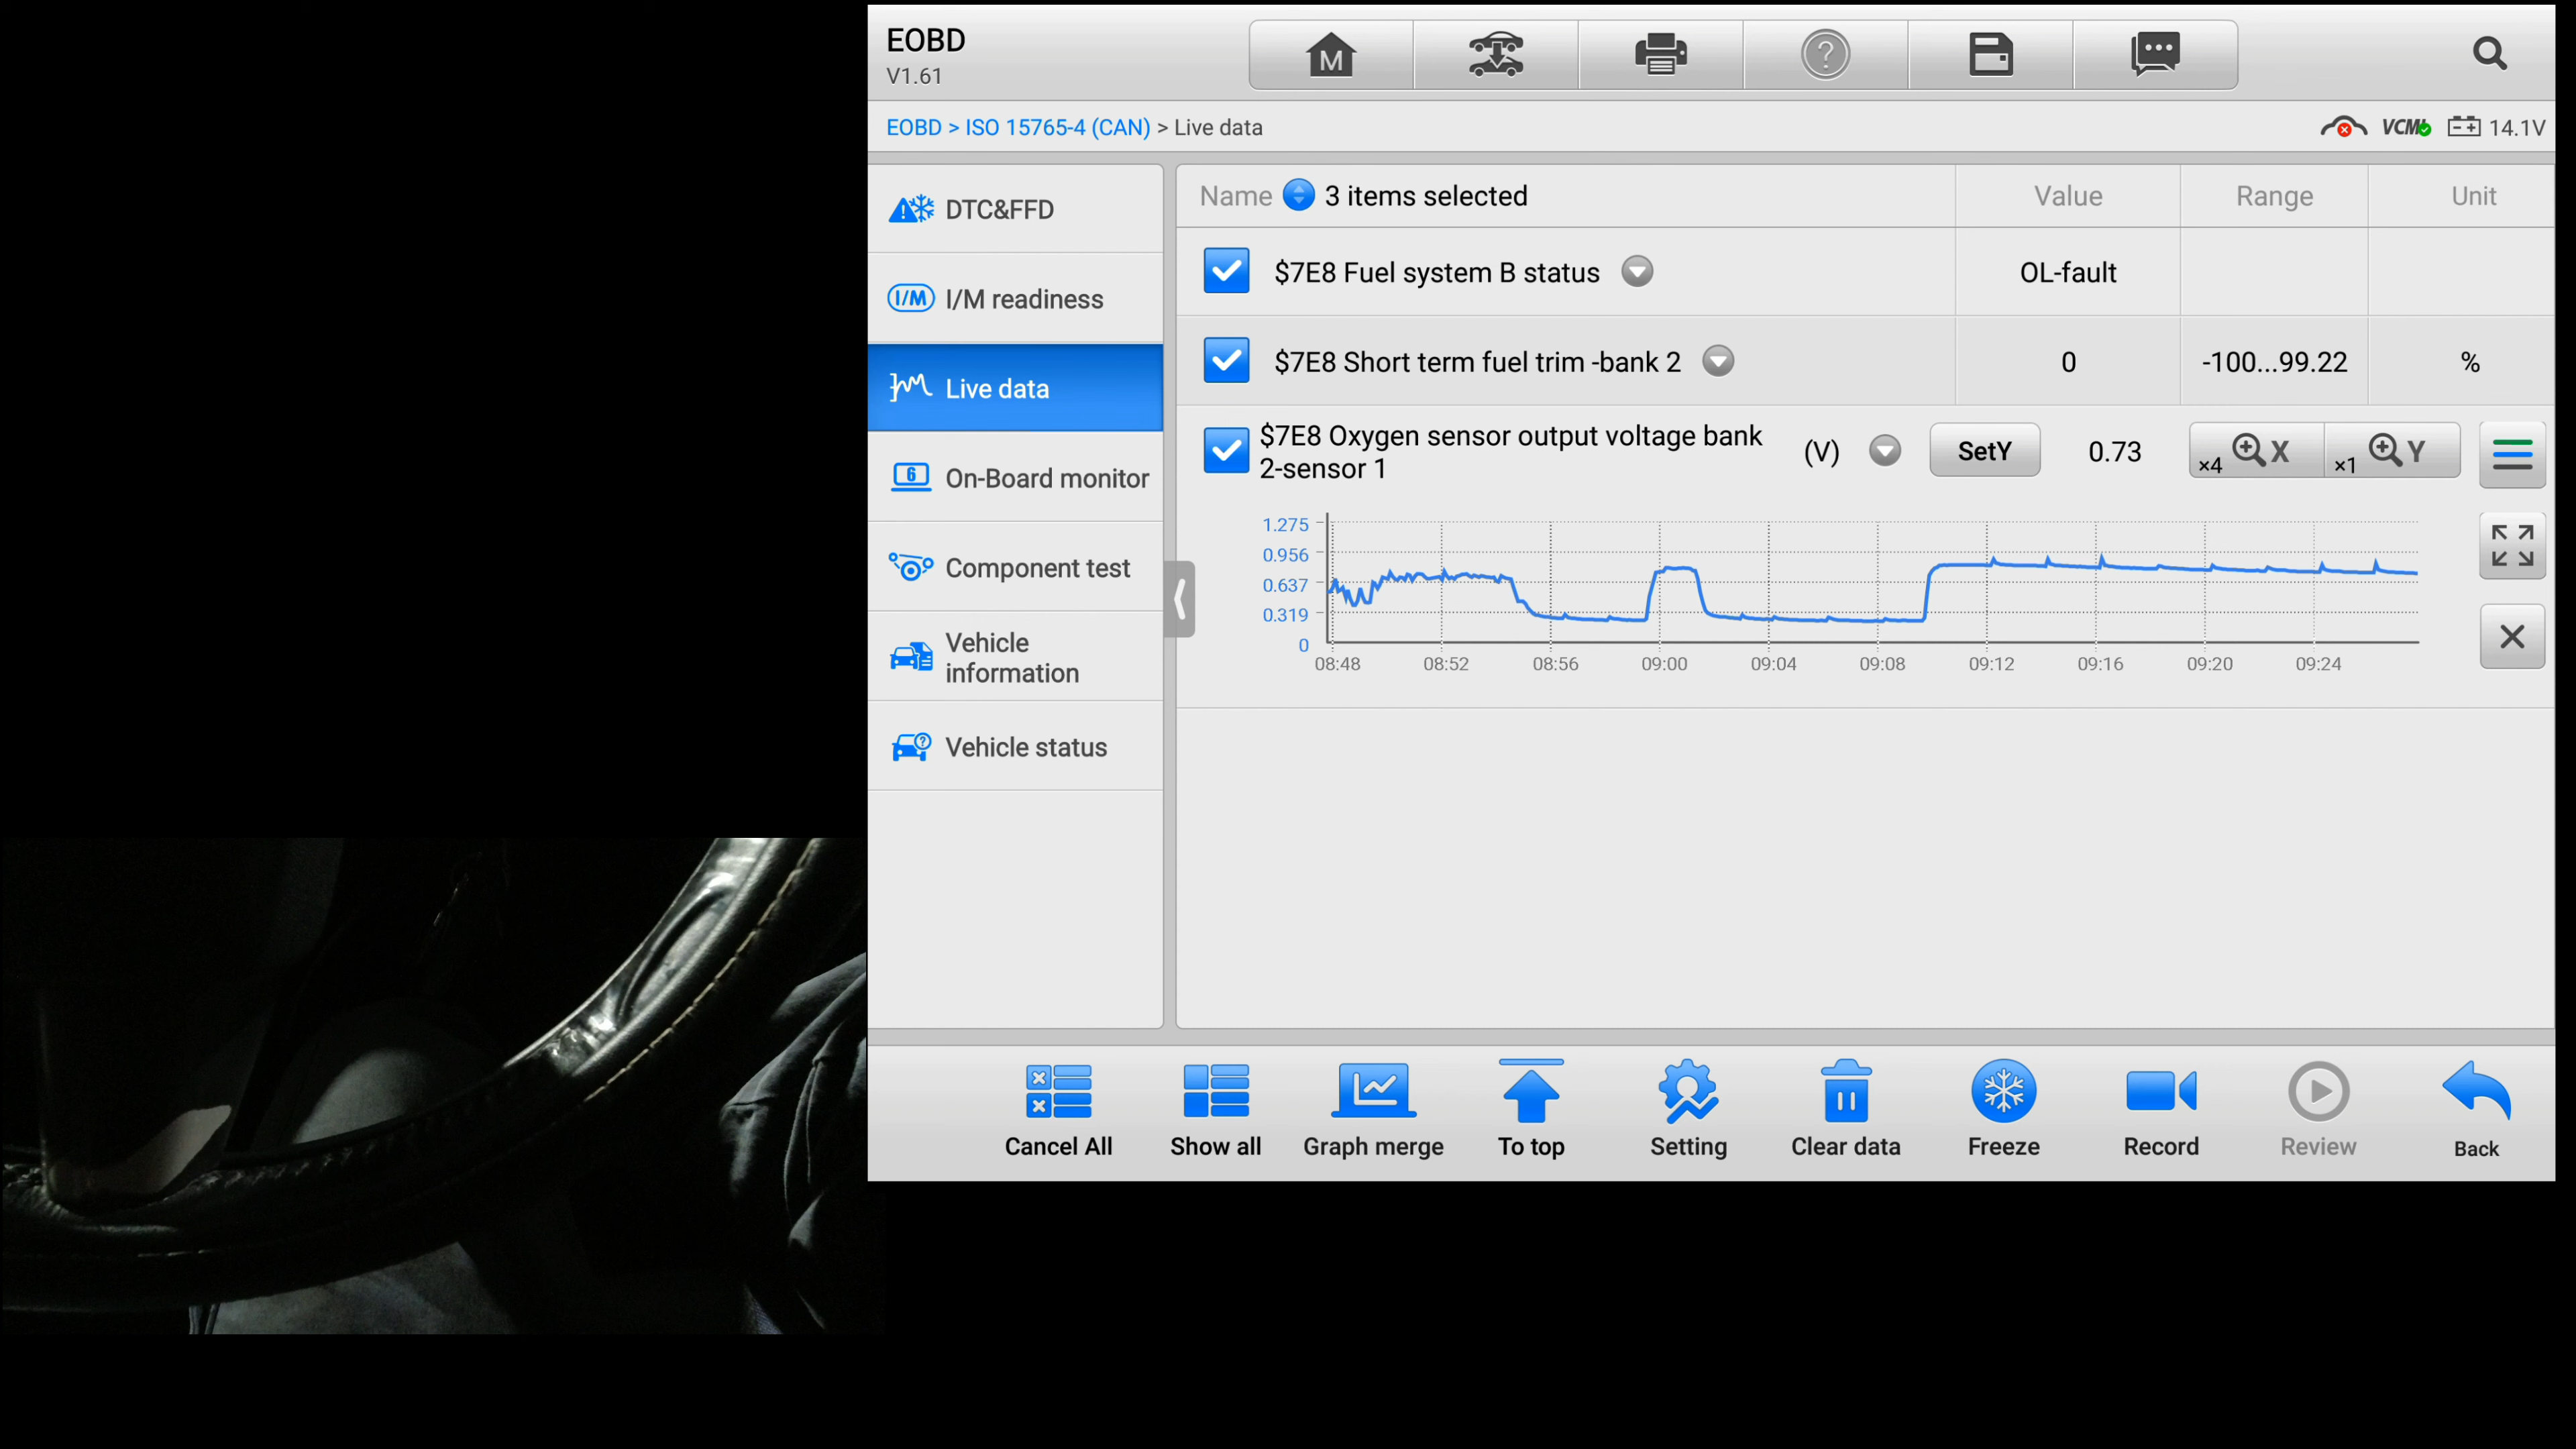 EOBD
V1.61
M
?
EOBD > ISO 15765-4 (CAN) > Live data
VCMI
14.1V
DTC&FFD
I/M
I/M readiness
Live data
6
On-Board monitor
Component test
Vehicle
information
?
Vehicle status
Name 3 items selected Value Range Unit
$7E8 Fuel system B status OL-fault
$7E8 Short term fuel trim -bank 2 0 -100...99.22 %
$7E8 Oxygen sensor output voltage bank
2-sensor 1
(V) SetY 0.73 ×4 X ×1 Y
1.275
0.956
0.637
0.319
0
08:48 08:52 08:56 09:00 09:04 09:08 09:12 09:16 09:20 09:24
Cancel All Show all Graph merge To top Setting Clear data Freeze Record Review Back